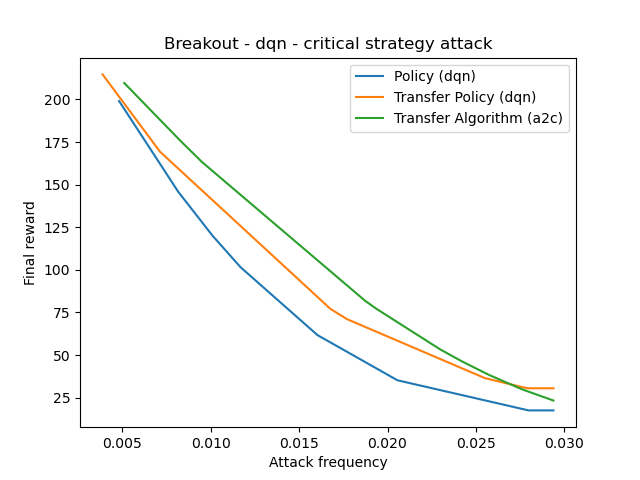 Breakout - dqn - critical strategy attack
Policy (dqn)
Transfer Policy (dqn)
Transfer Algorithm (a2c)
Final reward
200
175
150
125
100
75
50
25
0.005 0.010 0.015 0.020 0.025 0.030
Attack frequency